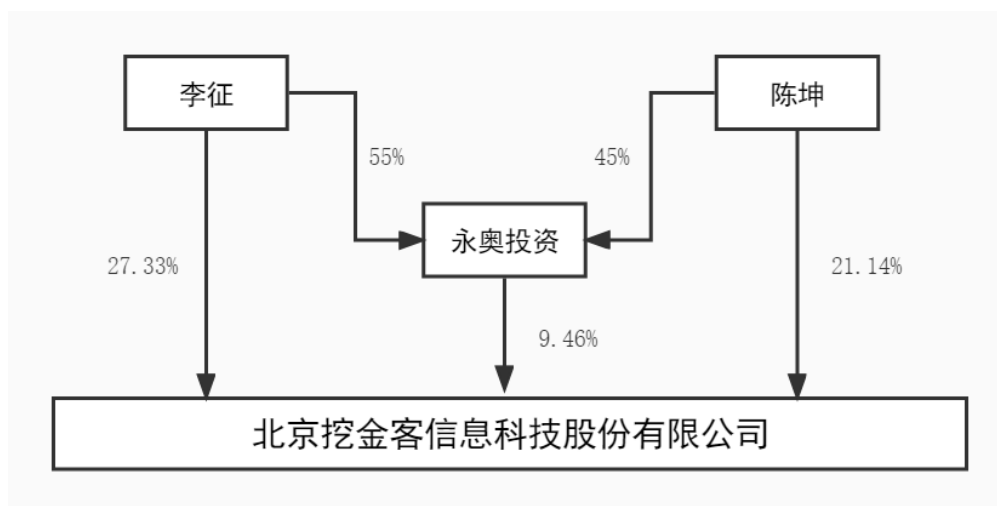 李征
陈坤
55%
45%
永奥投资
27.33%
21.14%
9.46%
北京挖金客信息科技股份有限公司